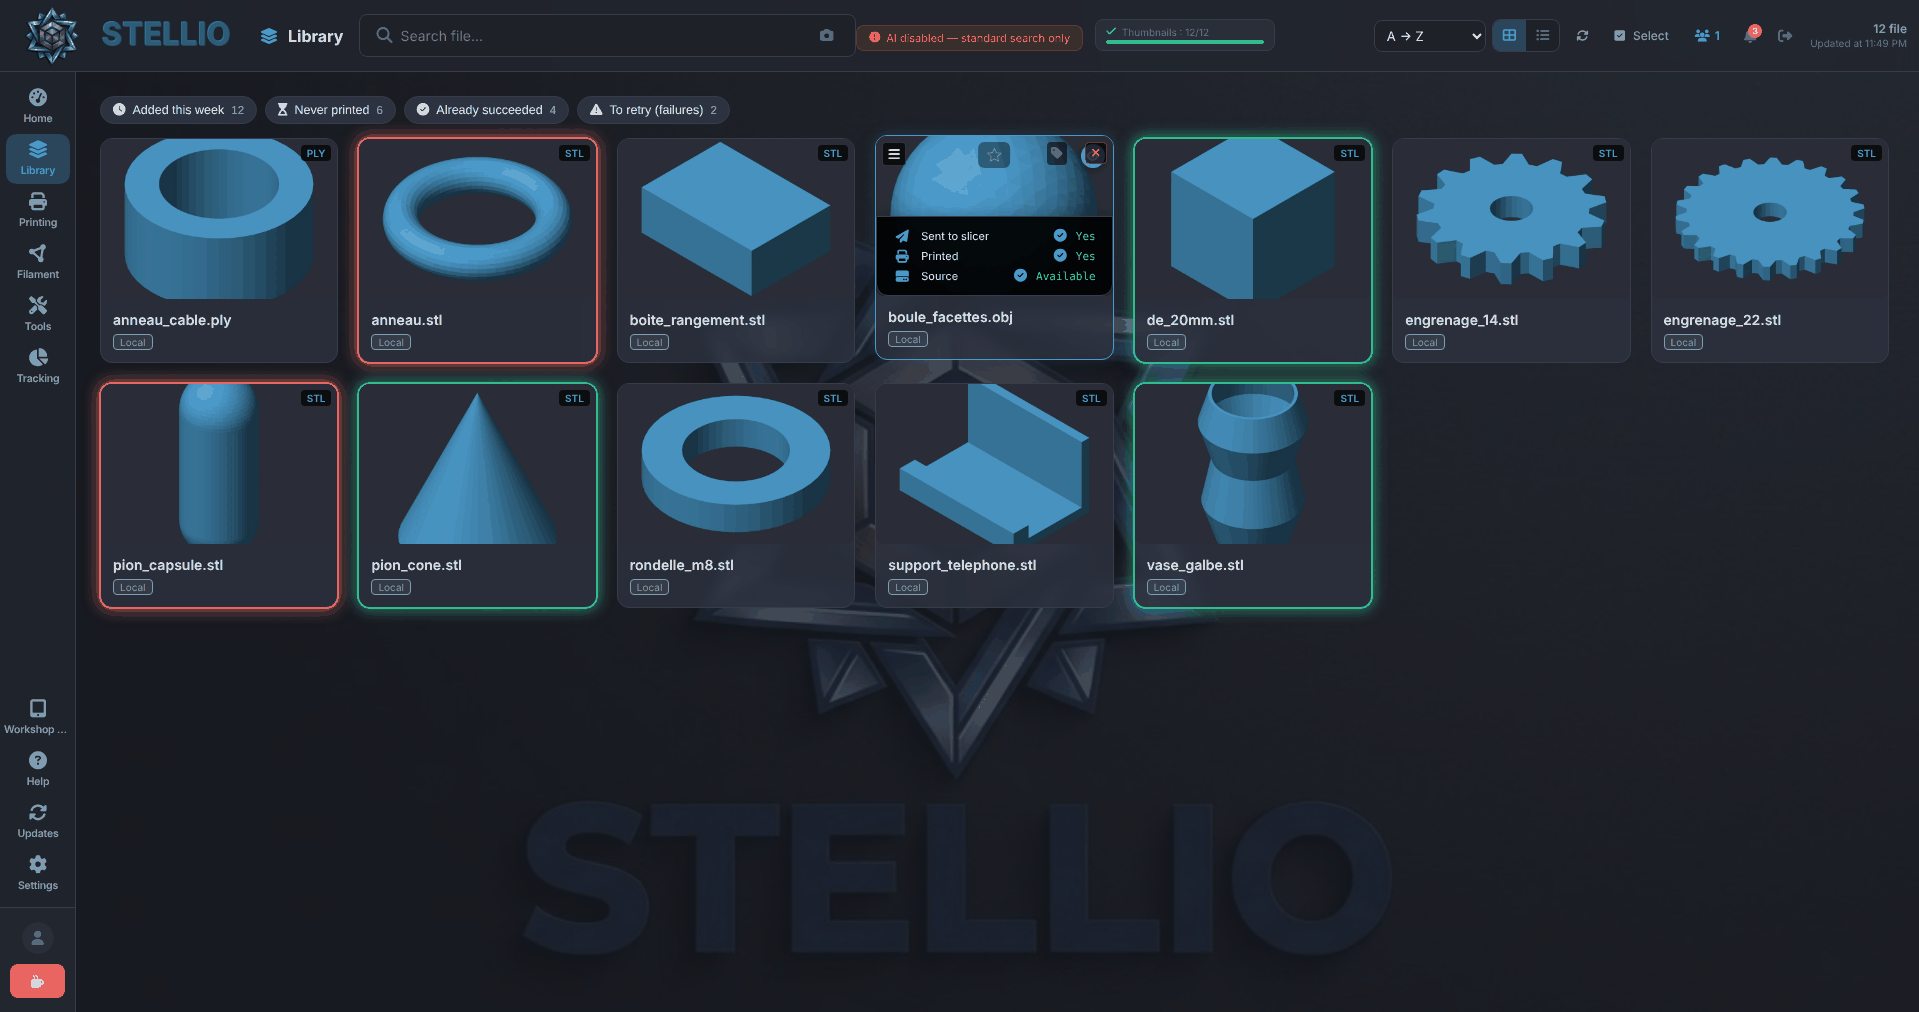 STELLIO
Library
Search file...
AI disabled — standard search only
Thumbnails : 12/12
A → Z
Select
1
3
12 file
Updated at 11:49 PM
Home
Library
Printing
Filament
Tools
Tracking
Workshop ...
Help
Updates
Settings
Added this week 12
Never printed 6
Already succeeded 4
To retry (failures) 2
PLY
anneau_cable.ply
Local
STL
anneau.stl
Local
STL
boite_rangement.stl
Local
Sent to slicer Yes
Printed Yes
Source Available
boule_facettes.obj
Local
STL
de_20mm.stl
Local
STL
engrenage_14.stl
Local
STL
engrenage_22.stl
Local
STL
pion_capsule.stl
Local
STL
pion_cone.stl
Local
STL
rondelle_m8.stl
Local
STL
support_telephone.stl
Local
STL
vase_galbe.stl
Local
STELLIO